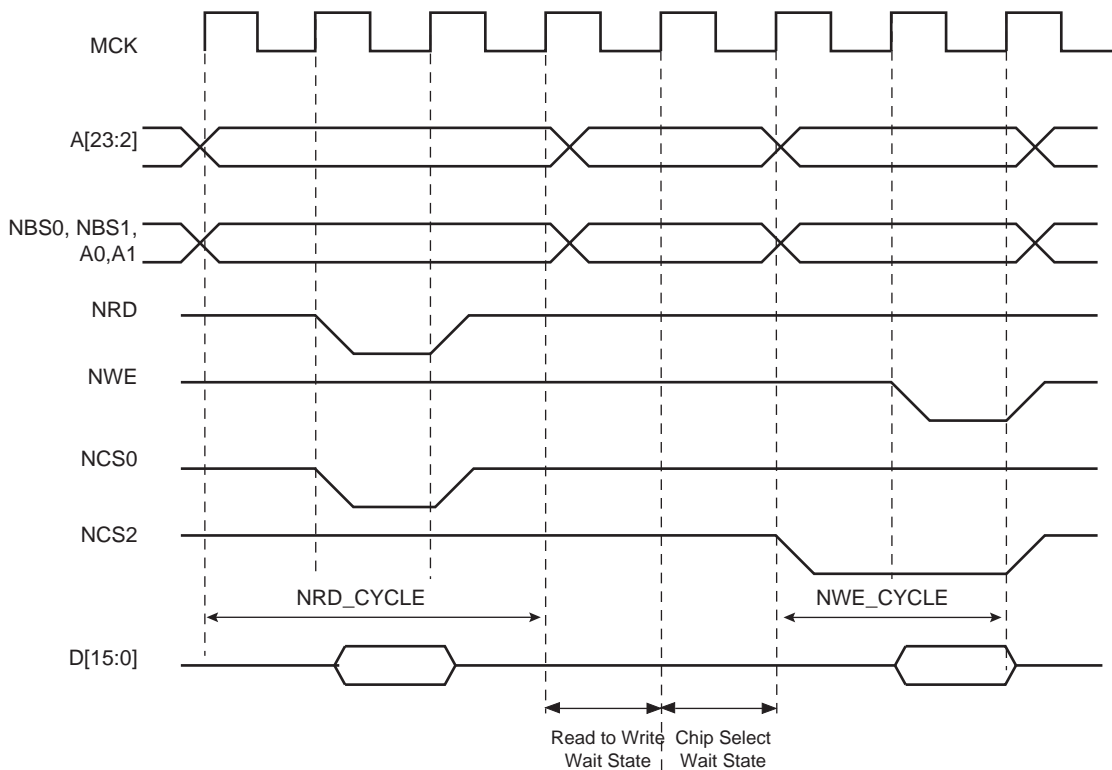 MCK
A[23:2]
NBS0, NBS1,
A0,A1
NRD
NWE
NCS0
NCS2
NRD_CYCLE
NWE_CYCLE
D[15:0]
Read to Write
Wait State
Chip Select
Wait State